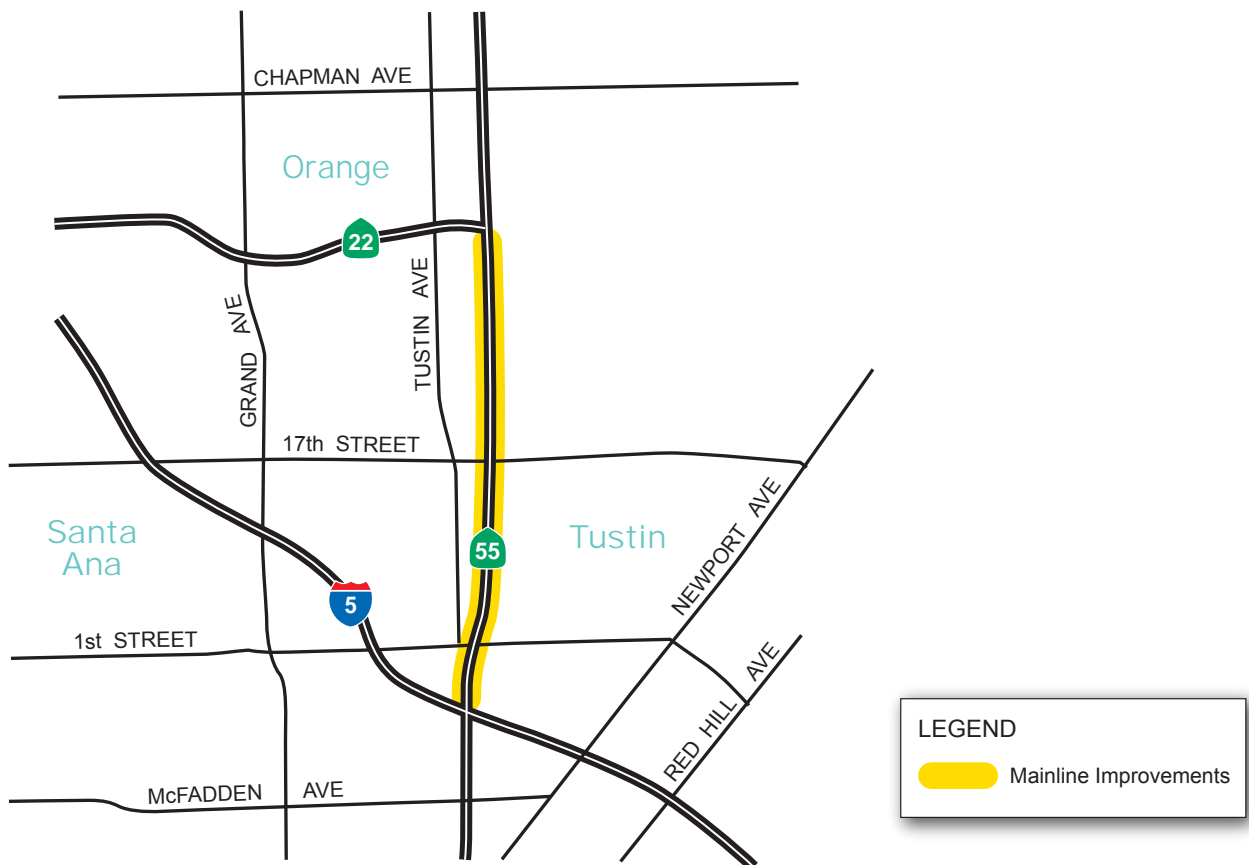 CHAPMAN AVE
Orange
22
TUSTIN AVE
GRAND AVE
17th STREET
Santa
Ana
55
Tustin
NEWPORT AVE
5
1st STREET
RED HILL AVE
McFADDEN AVE
LEGEND
Mainline Improvements